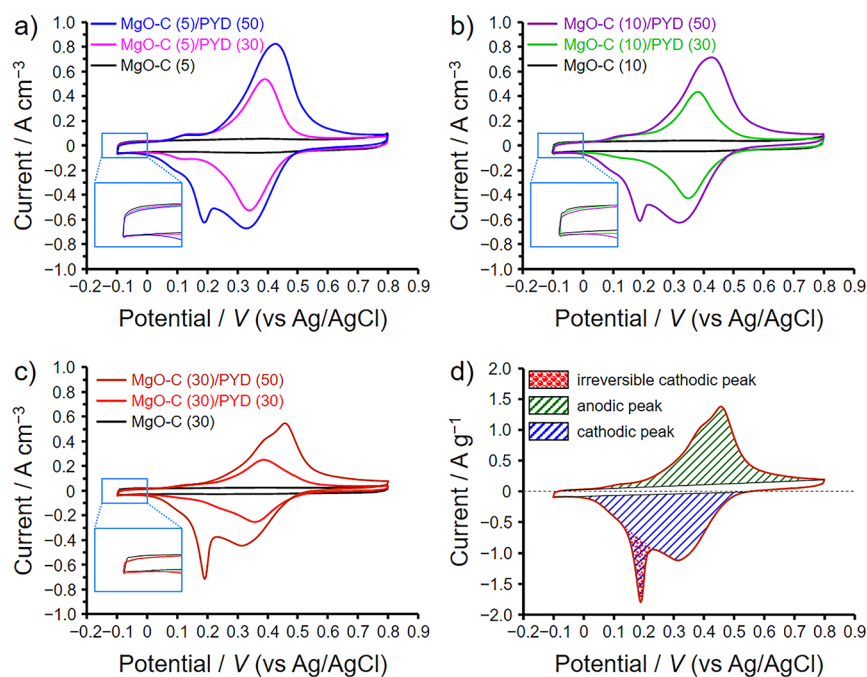 a)
MgO-C (5)/PYD (50)
MgO-C (5)/PYD (30)
MgO-C (5)
Current / A cm−3
1.0
0.8
0.6
0.4
0.2
0
−0.2
−0.4
−0.6
−0.8
−1.0
−0.2 −0.1 0 0.1 0.2 0.3 0.4 0.5 0.6 0.7 0.8 0.9
Potential / V (vs Ag/AgCl)
b)
MgO-C (10)/PYD (50)
MgO-C (10)/PYD (30)
MgO-C (10)
Current / A cm−3
1.0
0.8
0.6
0.4
0.2
0
−0.2
−0.4
−0.6
−0.8
−1.0
−0.2 −0.1 0 0.1 0.2 0.3 0.4 0.5 0.6 0.7 0.8 0.9
Potential / V (vs Ag/AgCl)
c)
MgO-C (30)/PYD (50)
MgO-C (30)/PYD (30)
MgO-C (30)
Current / A cm−3
1.0
0.8
0.6
0.4
0.2
0
−0.2
−0.4
−0.6
−0.8
−1.0
−0.2 −0.1 0 0.1 0.2 0.3 0.4 0.5 0.6 0.7 0.8 0.9
Potential / V (vs Ag/AgCl)
d)
irreversible cathodic peak
anodic peak
cathodic peak
Current / A g−1
2.0
1.5
1.0
0.5
0.0
−0.5
−1.0
−1.5
−2.0
−0.2 −0.1 0 0.1 0.2 0.3 0.4 0.5 0.6 0.7 0.8 0.9
Potential / V (vs Ag/AgCl)